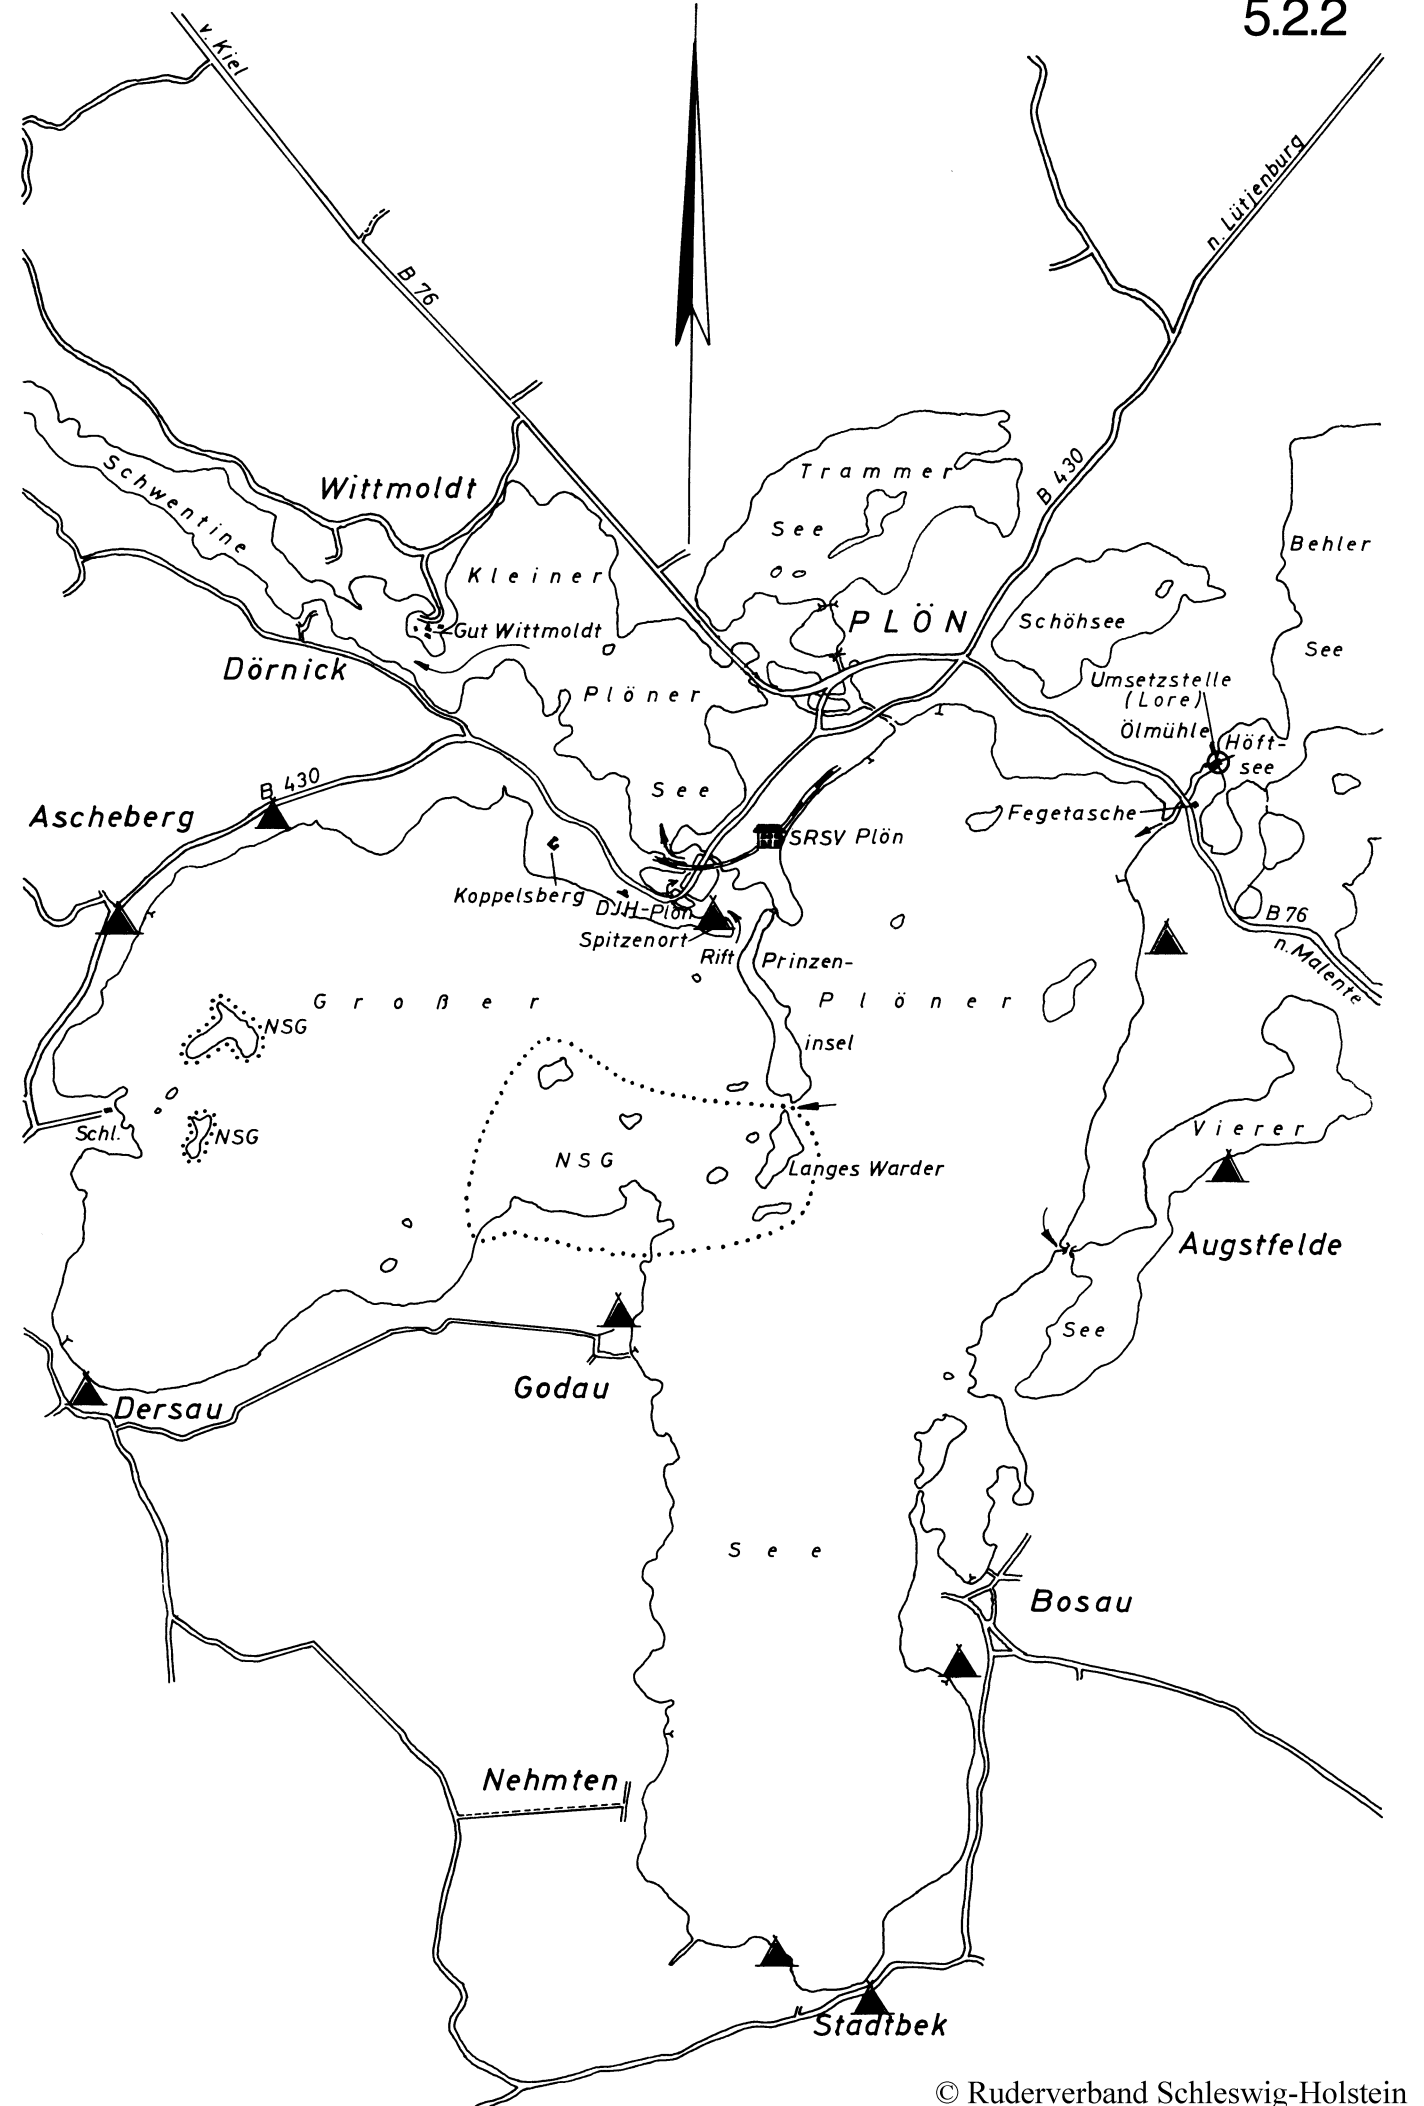 5.2.2
v. Kiel
n. Lütjenburg
B 76
B 430
Trammer
See
Schwentine
Wittmoldt
Behler
See
Kleiner
Plöner
See
PLÖN
Schöhsee
Gut Wittmoldt
Dörnick
Umsetzstelle
(Lore)
Ölmühle
Höft-
see
B 430
Ascheberg
Fegetasche
SRSV Plön
Koppelsberg
DJH-Plön
Spitzenort
Rift
Prinzen-
insel
B 76
n. Malente
Großer
Plöner
See
NSG
NSG
Schl.
NSG
Langes Warder
Vierer
See
Augstfelde
Godau
Dersau
Bosau
Nehmten
Stadtbek
© Ruderverband Schleswig-Holstein